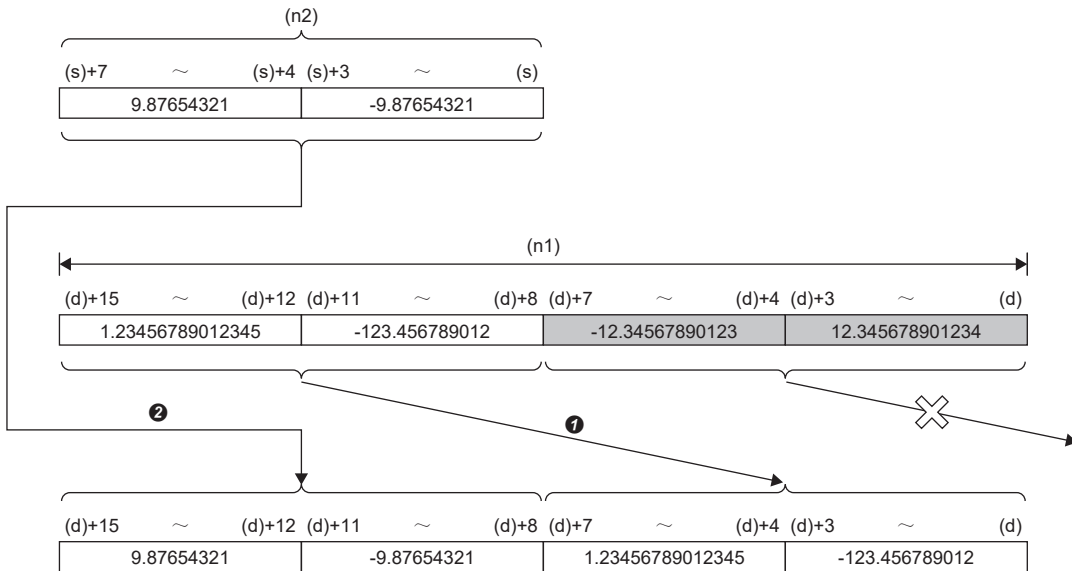 (n2)
(s)+7 ～ (s)+4 (s)+3 ～ (s)
9.87654321 -9.87654321
(n1)
(d)+15 ～ (d)+12 (d)+11 ～ (d)+8 (d)+7 ～ (d)+4 (d)+3 ～ (d)
1.23456789012345 -123.456789012 -12.34567890123 12.345678901234
❷ ❶
(d)+15 ～ (d)+12 (d)+11 ～ (d)+8 (d)+7 ～ (d)+4 (d)+3 ～ (d)
9.87654321 -9.87654321 1.23456789012345 -123.456789012